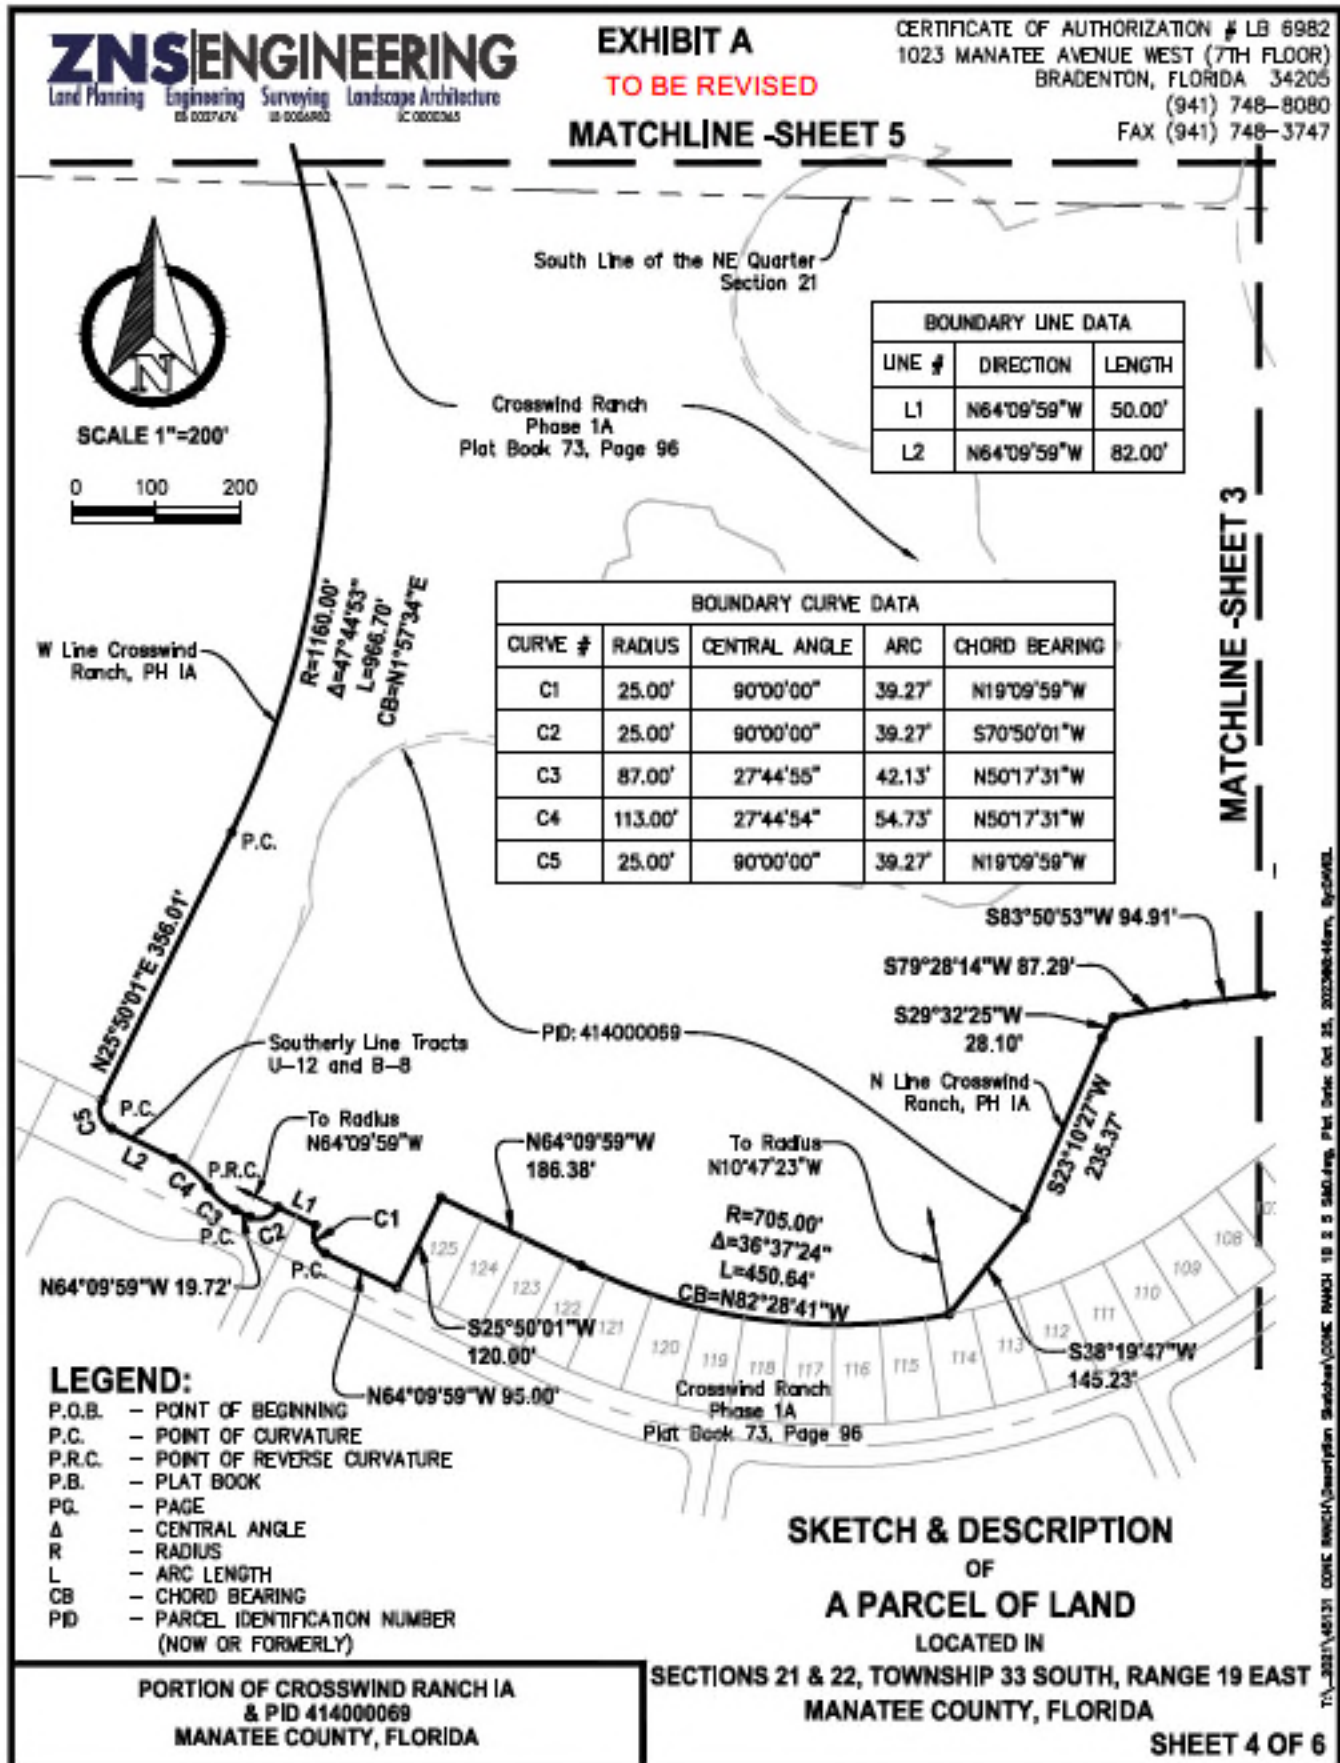 ZNS ENGINEERING
Land Planning Engineering Surveying Landscape Architecture
EB 0027476 LB 0006982 LC 0000365
EXHIBIT A
TO BE REVISED
CERTIFICATE OF AUTHORIZATION # LB 6982
1023 MANATEE AVENUE WEST (7TH FLOOR)
BRADENTON, FLORIDA 34205
(941) 748-8080
FAX (941) 748-3747
MATCHLINE -SHEET 5
South Line of the NE Quarter
Section 21
N
SCALE 1"=200'
0 100 200
BOUNDARY LINE DATA
LINE # DIRECTION LENGTH
L1 N64°09'59"W 50.00'
L2 N64°09'59"W 82.00'
Crosswind Ranch
Phase 1A
Plat Book 73, Page 96
MATCHLINE -SHEET 3
R=1160.00'
Δ=47°44'53"
L=966.70'
CB=N1°57'34"E
W Line Crosswind
Ranch, PH IA
BOUNDARY CURVE DATA
CURVE # RADIUS CENTRAL ANGLE ARC CHORD BEARING
C1 25.00' 90°00'00" 39.27' N19°09'59"W
C2 25.00' 90°00'00" 39.27' S70°50'01"W
C3 87.00' 27°44'55" 42.13' N50°17'31"W
C4 113.00' 27°44'54" 54.73' N50°17'31"W
C5 25.00' 90°00'00" 39.27' N19°09'59"W
P.C.
N25°50'01"E 356.01'
S83°50'53"W 94.91'
S79°28'14"W 87.29'
S29°32'25"W
28.10'
PID: 414000069
N Line Crosswind
Ranch, PH IA
S23°10'27"W
235.37'
Southerly Line Tracts
U-12 and B-8
C5
P.C.
L2
C4
C3
P.R.C.
To Radius
N64°09'59"W
L1
C2
C1
P.C.
P.C.
N64°09'59"W
186.38'
To Radius
N10°47'23"W
R=705.00'
Δ=36°37'24"
L=450.64'
CB=N82°28'41"W
N64°09'59"W 19.72'
S25°50'01"W
120.00'
N64°09'59"W 95.00'
S38°19'47"W
145.23'
125
124
123
122
121
120
119
118
117
116
115
114
113
112
111
110
109
108
107
Crosswind Ranch
Phase 1A
Plat Book 73, Page 96
LEGEND:
P.O.B. – POINT OF BEGINNING
P.C. – POINT OF CURVATURE
P.R.C. – POINT OF REVERSE CURVATURE
P.B. – PLAT BOOK
PG. – PAGE
Δ – CENTRAL ANGLE
R – RADIUS
L – ARC LENGTH
CB – CHORD BEARING
PID – PARCEL IDENTIFICATION NUMBER
(NOW OR FORMERLY)
SKETCH & DESCRIPTION
OF
A PARCEL OF LAND
LOCATED IN
SECTIONS 21 & 22, TOWNSHIP 33 SOUTH, RANGE 19 EAST
MANATEE COUNTY, FLORIDA
SHEET 4 OF 6
PORTION OF CROSSWIND RANCH IA
& PID 414000069
MANATEE COUNTY, FLORIDA